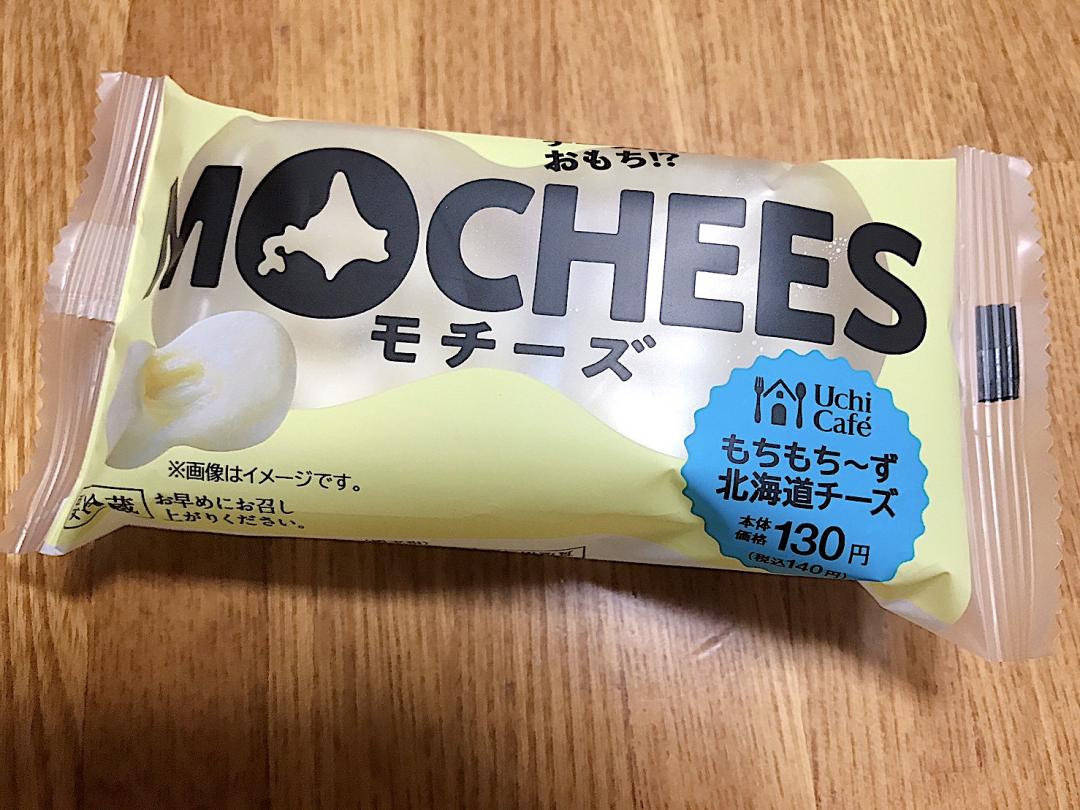 おもち!?
MOCHEES
モチーズ
Uchi
Café
もちもち～ず
北海道チーズ
本体
価格130円
(税込140円)
※画像はイメージです。
冷蔵
お早めにお召し
上がりください。